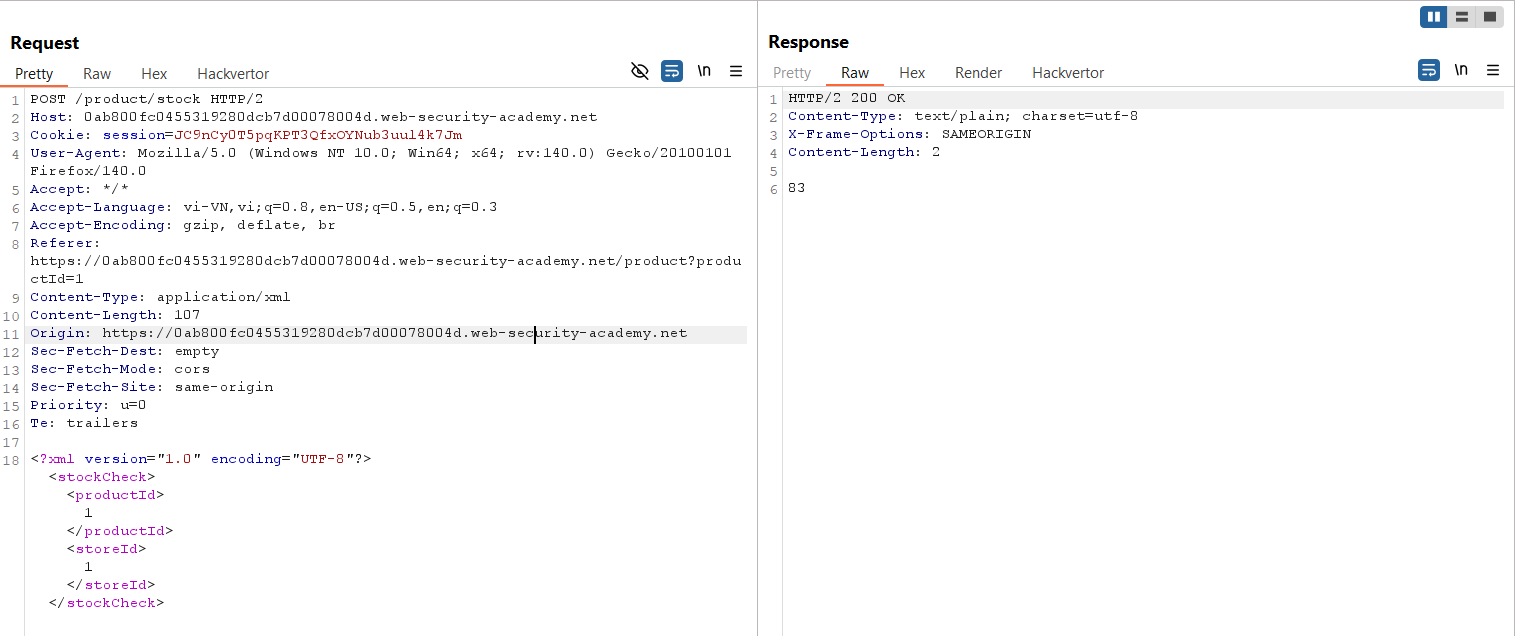 Request
Pretty Raw Hex Hackvertor
\n
1 POST /product/stock HTTP/2
2 Host: 0ab800fc0455319280dcb7d00078004d.web-security-academy.net
3 Cookie: session=JC9nCy0T5pqKPT3QfxOYNub3uul4k7Jm
4 User-Agent: Mozilla/5.0 (Windows NT 10.0; Win64; x64; rv:140.0) Gecko/20100101
Firefox/140.0
5 Accept: */*
6 Accept-Language: vi-VN,vi;q=0.8,en-US;q=0.5,en;q=0.3
7 Accept-Encoding: gzip, deflate, br
8 Referer:
https://0ab800fc0455319280dcb7d00078004d.web-security-academy.net/product?produ
ctId=1
9 Content-Type: application/xml
10 Content-Length: 107
11 Origin: https://0ab800fc0455319280dcb7d00078004d.web-security-academy.net
12 Sec-Fetch-Dest: empty
13 Sec-Fetch-Mode: cors
14 Sec-Fetch-Site: same-origin
15 Priority: u=0
16 Te: trailers
17
18 <?xml version="1.0" encoding="UTF-8"?>
<stockCheck>
<productId>
1
</productId>
<storeId>
1
</storeId>
</stockCheck>
Response
Pretty Raw Hex Render Hackvertor
\n
1 HTTP/2 200 OK
2 Content-Type: text/plain; charset=utf-8
3 X-Frame-Options: SAMEORIGIN
4 Content-Length: 2
5
6 83